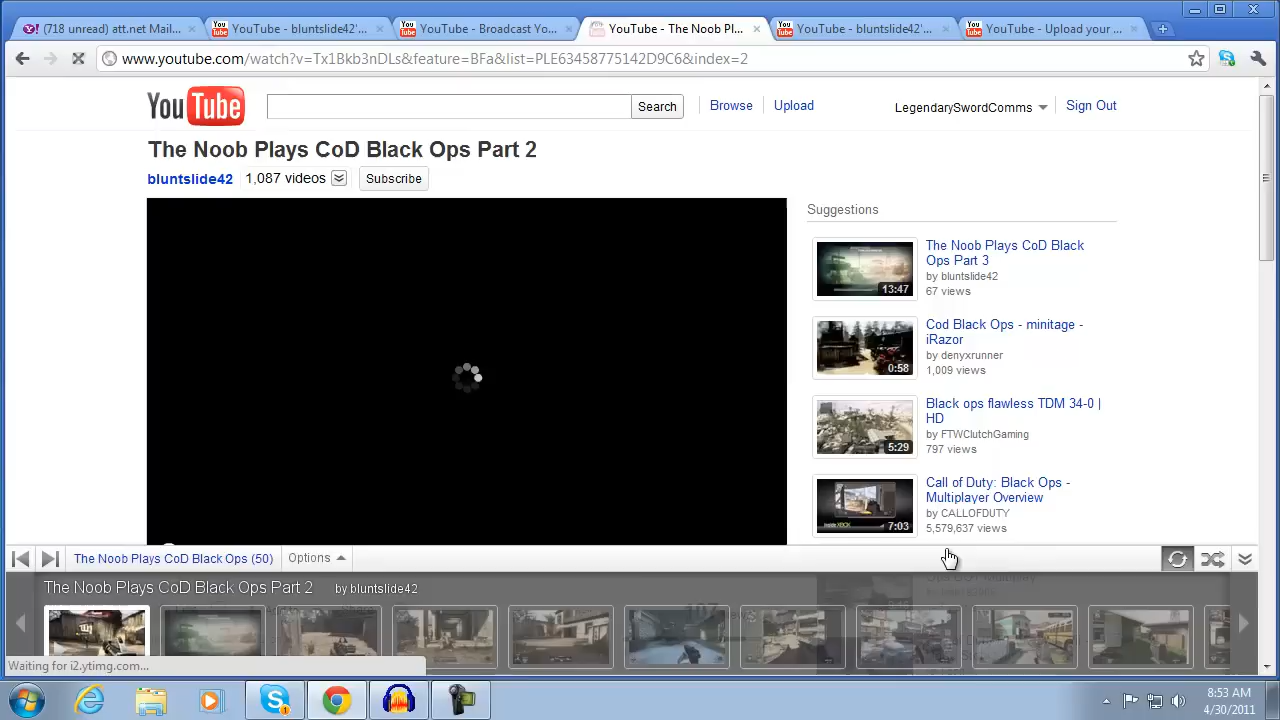 (718 unread) att.net Mail...
YouTube - bluntslide42'...
YouTube - Broadcast Yo...
YouTube - The Noob Pl...
YouTube - bluntslide42'...
YouTube - Upload your ...
www.youtube.com/watch?v=Tx1Bkb3nDLs&feature=BFa&list=PLE63458775142D9C6&index=2
YouTube
Search
Browse
Upload
LegendarySwordComms
Sign Out
The Noob Plays CoD Black Ops Part 2
bluntslide42
1,087 videos
Subscribe
Suggestions
The Noob Plays CoD Black
Ops Part 3
by bluntslide42
67 views
13:47
Cod Black Ops - minitage -
iRazor
by denyxrunner
1,009 views
0:58
Black ops flawless TDM 34-0 |
HD
by FTWClutchGaming
797 views
5:29
Call of Duty: Black Ops -
Multiplayer Overview
by CALLOFDUTY
5,579,637 views
7:03
The Noob Plays CoD Black Ops (50)
Options
The Noob Plays CoD Black Ops Part 2
by bluntslide42
Waiting for i2.ytimg.com...
8:53 AM
4/30/2011